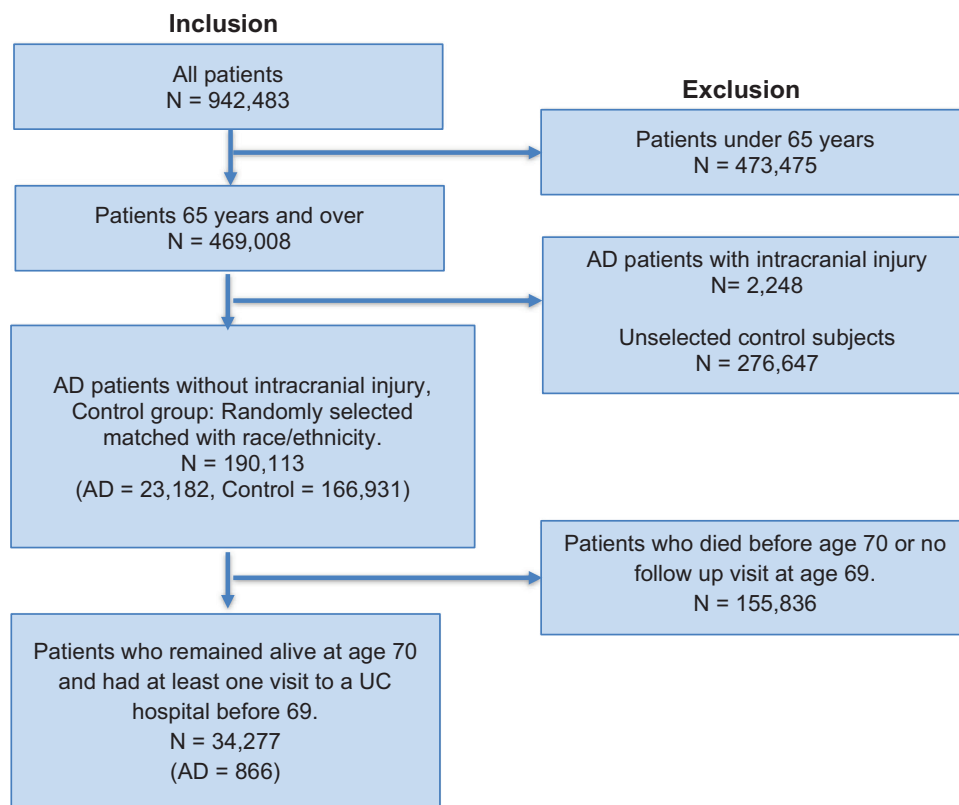 Inclusion
All patients
N = 942,483
Exclusion
Patients under 65 years
N = 473,475
Patients 65 years and over
N = 469,008
AD patients with intracranial injury
N= 2,248
Unselected control subjects
N = 276,647
AD patients without intracranial injury,
Control group: Randomly selected
matched with race/ethnicity.
N = 190,113
(AD = 23,182, Control = 166,931)
Patients who died before age 70 or no
follow up visit at age 69.
N = 155,836
Patients who remained alive at age 70
and had at least one visit to a UC
hospital before 69.
N = 34,277
(AD = 866)